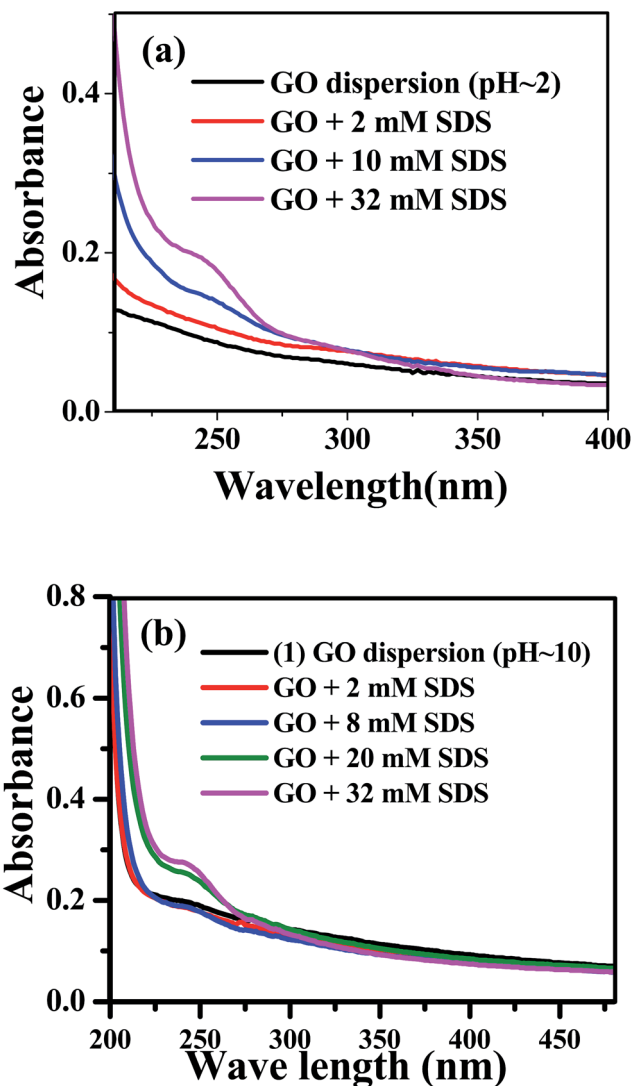 (a)
GO dispersion (pH~2)
GO + 2 mM SDS
GO + 10 mM SDS
GO + 32 mM SDS
Absorbance
0.4
0.2
0.0
250
300
350
400
Wavelength(nm)
(b)
(1) GO dispersion (pH~10)
GO + 2 mM SDS
GO + 8 mM SDS
GO + 20 mM SDS
GO + 32 mM SDS
Absorbance
0.8
0.6
0.4
0.2
0.0
200
250
300
350
400
450
Wave length (nm)